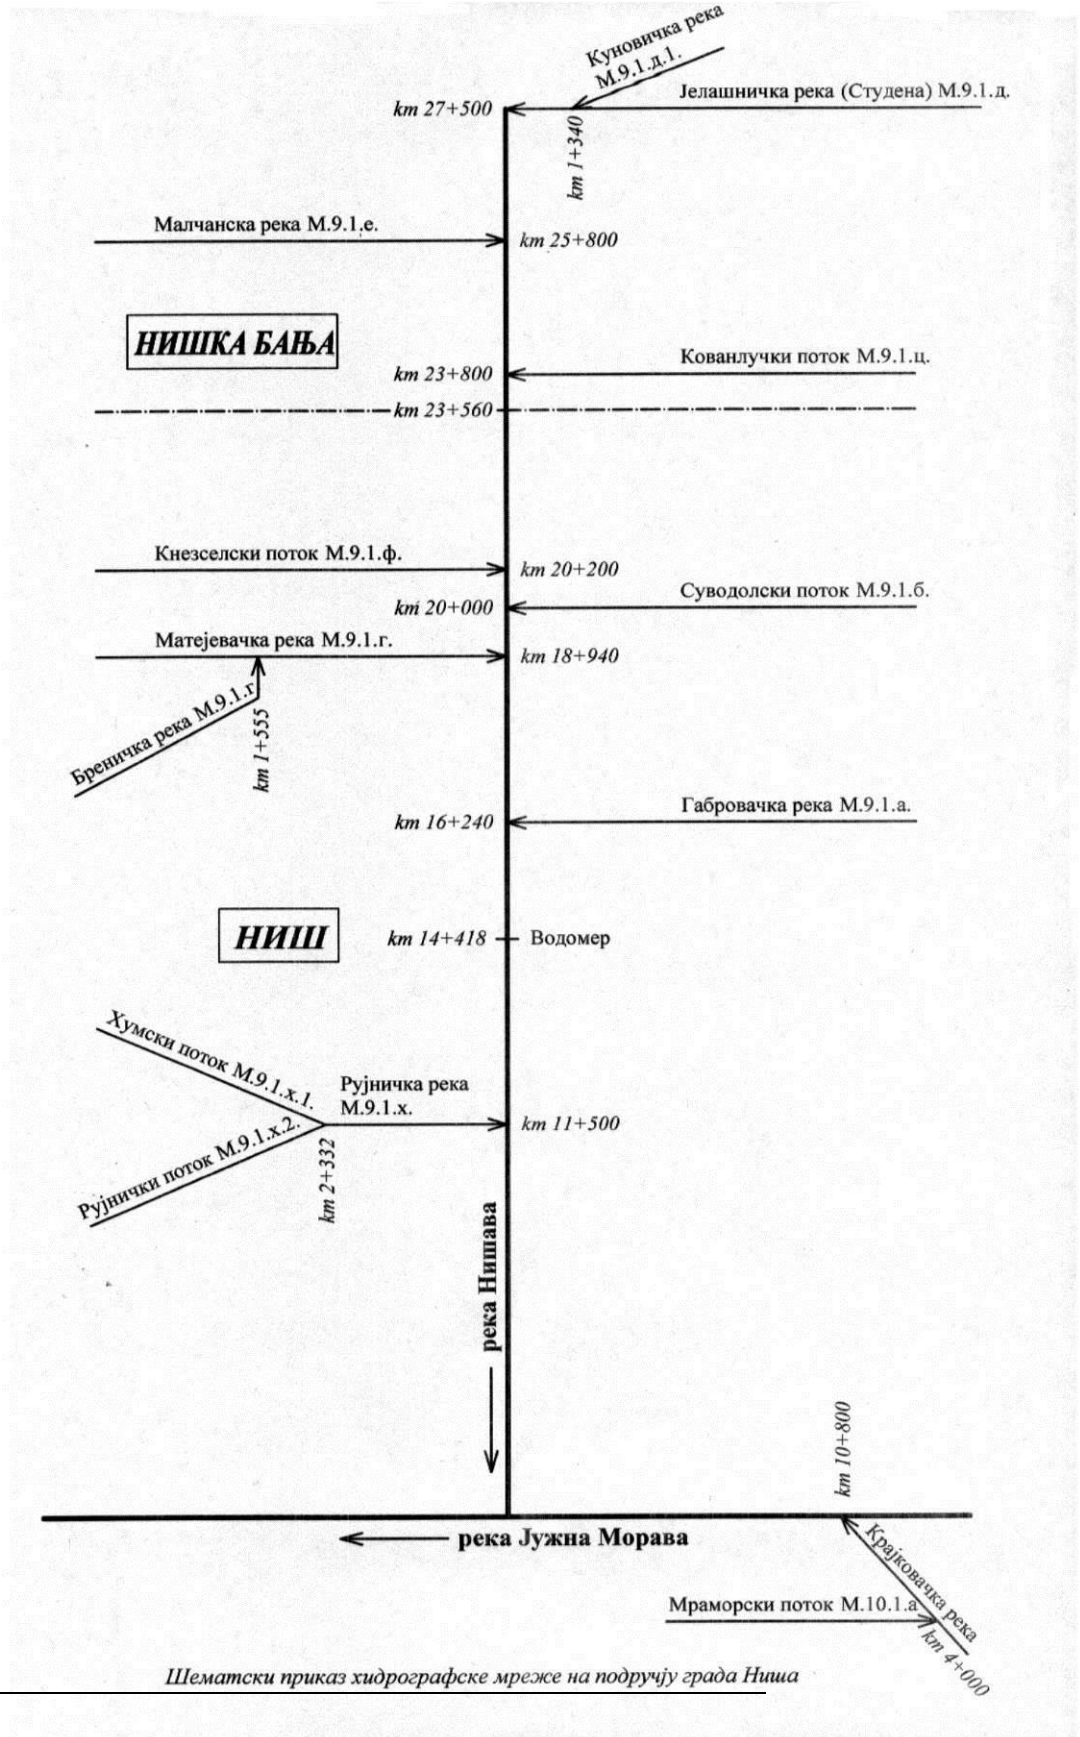 Куновичка река
М.9.1.д.1.
Јелашничка река (Студена) М.9.1.д.
km 27+500
km 1+340
Малчанска река М.9.1.е.
km 25+800
НИШКА БАЊА
Кованлучки поток М.9.1.ц.
km 23+800
km 23+560
Кнезселски поток М.9.1.ф.
km 20+200
Суводолски поток М.9.1.б.
km 20+000
Матејевачка река М.9.1.г.
km 18+940
Бреничка река М.9.1.г
km 1+555
Габровачка река М.9.1.а.
km 16+240
НИШ
km 14+418
Водомер
Хумски поток М.9.1.х.1.
Рујничка река
М.9.1.х.
km 11+500
Рујнички поток М.9.1.х.2.
km 2+332
река Нишава
km 10+800
река Јужна Морава
Крајковачка река
Мраморски поток М.10.1.а
km 4+000
Шематски приказ хидрографске мреже на подручју града Ниша